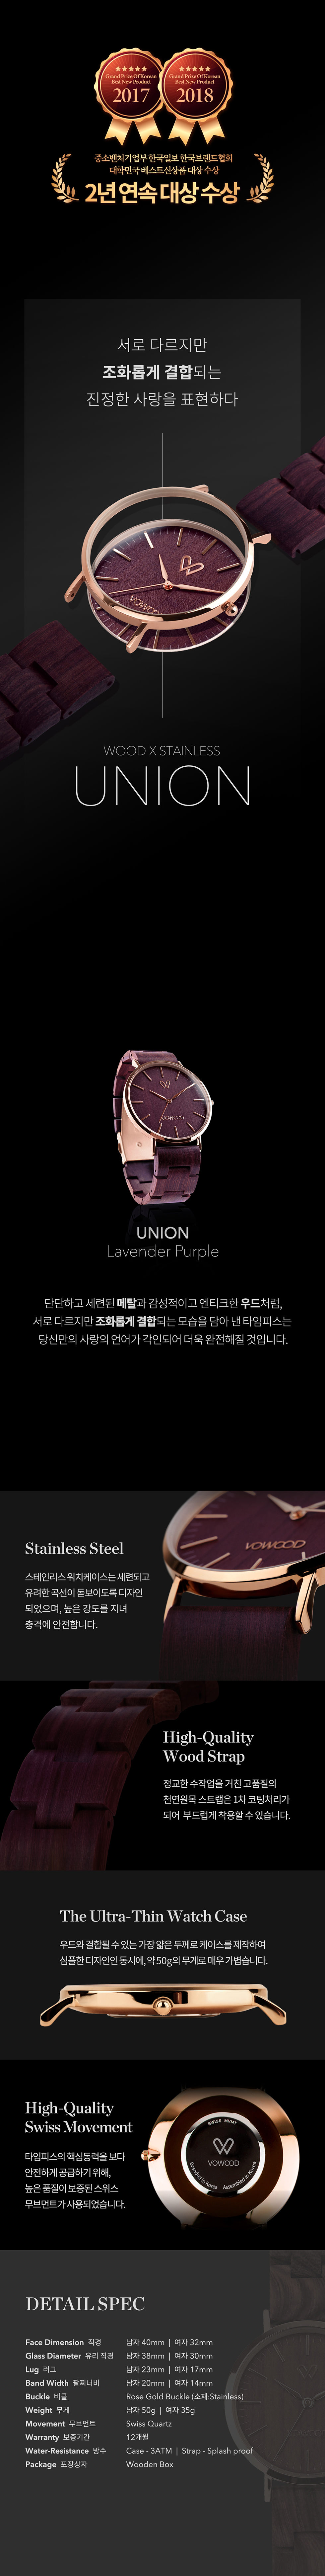 ★★★★★
Grand Prize Of Korean
Best New Product
2017
★★★★★
Grand Prize Of Korean
Best New Product
2018
중소벤처기업부 한국일보 한국브랜드협회
대학민국 베스트신상품 대상 수상
2년 연속 대상 수상
서로 다르지만
조화롭게 결합되는
진정한 사랑을 표현하다
VOWOOD
WOOD X STAINLESS
UNION
VOWOOD
UNION
Lavender Purple
단단하고 세련된 메탈과 감성적이고 엔티크한 우드처럼,
서로 다르지만 조화롭게 결합되는 모습을 담아 낸 타임피스는
당신만의 사랑의 언어가 각인되어 더욱 완전해질 것입니다.
Stainless Steel
스테인리스 워치케이스는 세련되고
유려한 곡선이 돋보이도록 디자인
되었으며, 높은 강도를 지녀
충격에 안전합니다.
VOWOOD
High-Quality
Wood Strap
정교한 수작업을 거친 고품질의
천연원목 스트랩은 1차 코팅처리가
되어 부드럽게 착용할 수 있습니다.
The Ultra-Thin Watch Case
우드와 결합될 수 있는 가장 얇은 두께로 케이스를 제작하여
심플한 디자인인 동시에, 약 50g의 무게로 매우 가볍습니다.
High-Quality
Swiss Movement
타임피스의 핵심동력을 보다
안전하게 공급하기 위해,
높은 품질이 보증된 스위스
무브먼트가 사용되었습니다.
SWISS MVMT
VOWOOD
Branded in Korea Assembled in Korea
DETAIL SPEC
Face Dimension 직경 남자 40mm | 여자 32mm
Glass Diameter 유리 직경 남자 38mm | 여자 30mm
Lug 러그 남자 23mm | 여자 17mm
Band Width 팔찌너비 남자 20mm | 여자 14mm
Buckle 버클 Rose Gold Buckle (소재:Stainless)
Weight 무게 남자 50g | 여자 35g
Movement 무브먼트 Swiss Quartz
Warranty 보증기간 12개월
Water-Resistance 방수 Case - 3ATM | Strap - Splash proof
Package 포장상자 Wooden Box